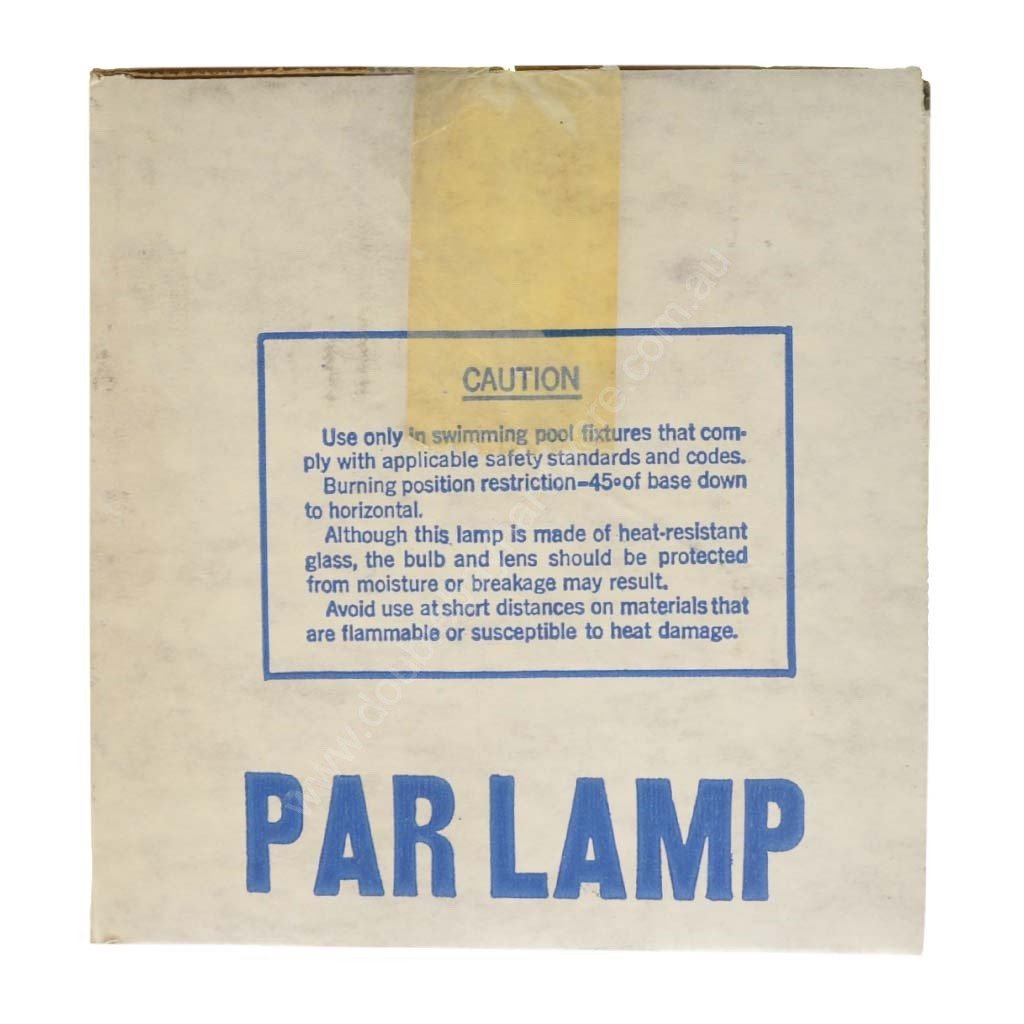 CAUTION
Use only in swimming pool fixtures that com-
ply with applicable safety standards and codes.
Burning position restriction-45° of base down
to horizontal.
Although this lamp is made of heat-resistant
glass, the bulb and lens should be protected
from moisture or breakage may result.
Avoid use at short distances on materials that
are flammable or susceptible to heat damage.
PAR LAMP